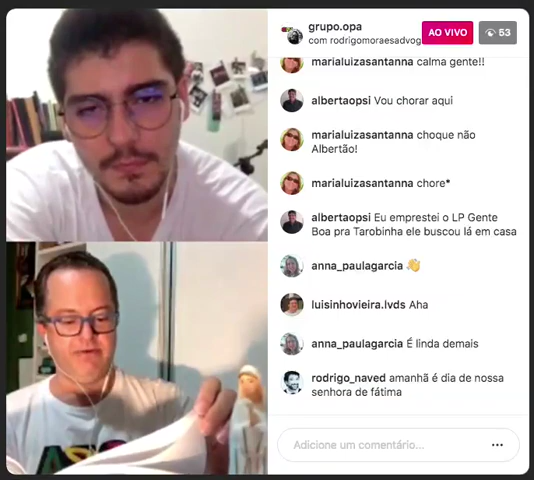 grupo.opa
com rodrigomoraesadvog
AO VIVO
53
marialuizasantanna calma gente!!
albertopsi Vou chorar aqui
marialuizasantanna choque não
Albertão!
marialuizasantanna chore*
albertopsi Eu emprestei o LP Gente
Boa pra Tarobinha ele buscou lá em casa
anna_paulagarcia 👏
luisinhovieira.lvds Aha
anna_paulagarcia É linda demais
rodrigo_naved amanhã é dia de nossa
senhora de fátima
Adicione um comentário...